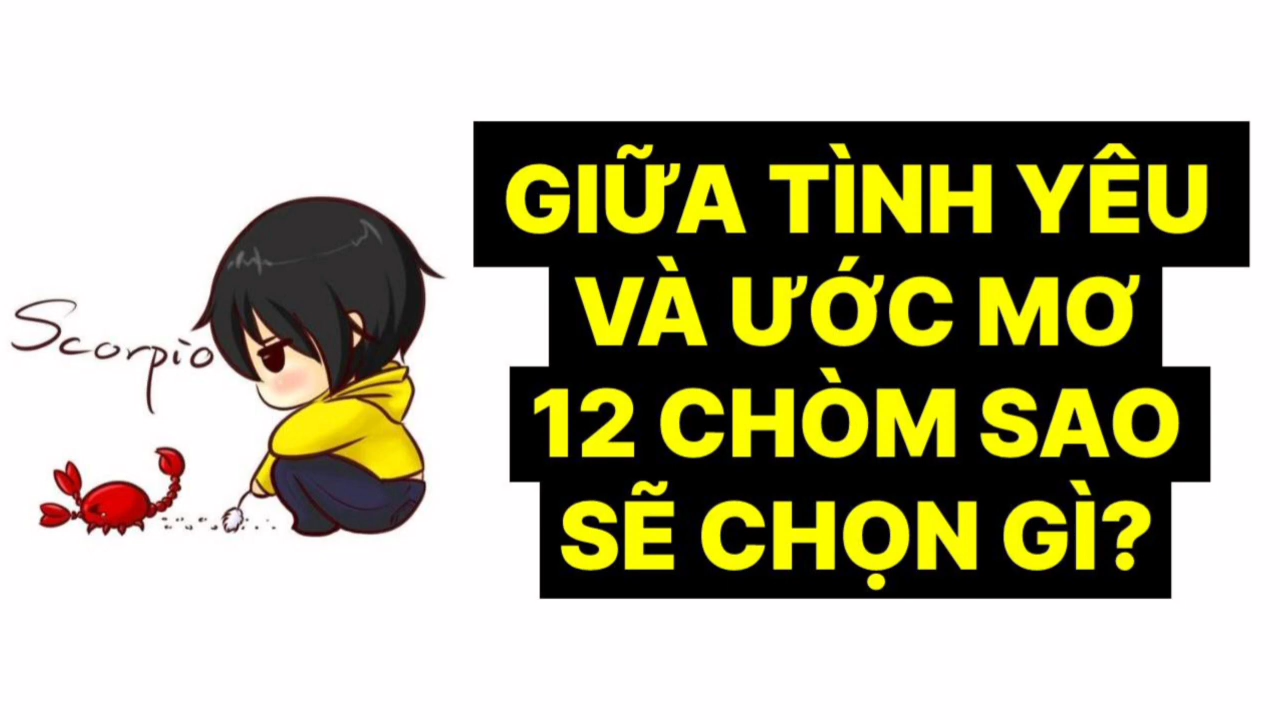 Scorpio
GIỮA TÌNH YÊU
VÀ ƯỚC MƠ
12 CHÒM SAO
SẼ CHỌN GÌ?